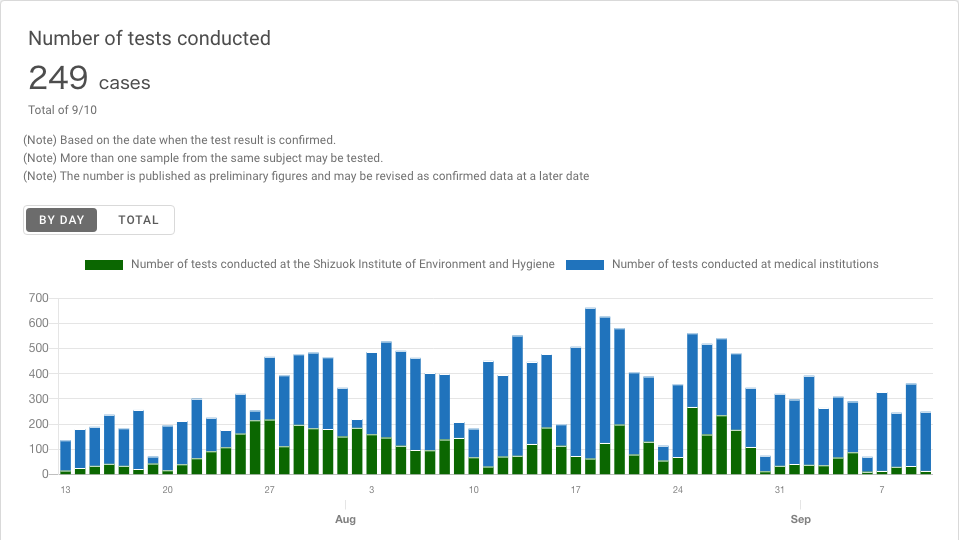 Number of tests conducted
249 cases
Total of 9/10
(Note) Based on the date when the test result is confirmed.
(Note) More than one sample from the same subject may be tested.
(Note) The number is published as preliminary figures and may be revised as confirmed data at a later date
BY DAY TOTAL
Number of tests conducted at the Shizuok Institute of Environment and Hygiene Number of tests conducted at medical institutions
700
600
500
400
300
200
100
0
13 20 27 3 10 17 24 31 7
Aug Sep